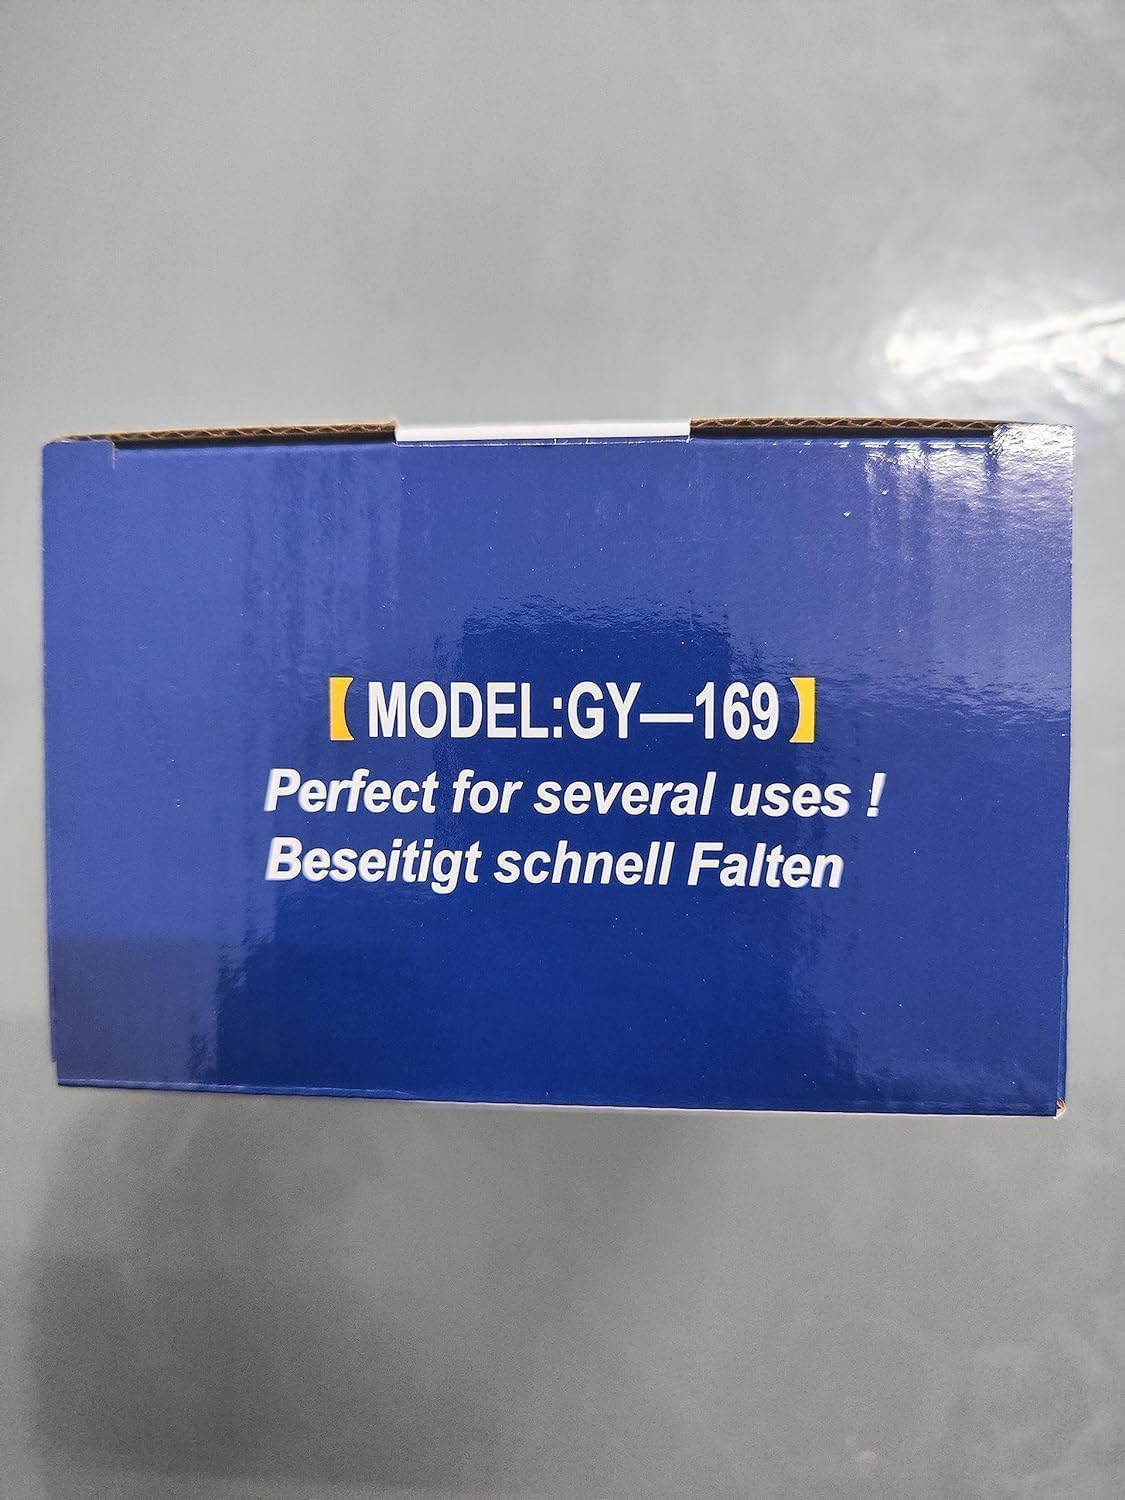 【MODEL:GY—169】
Perfect for several uses !
Beseitigt schnell Falten